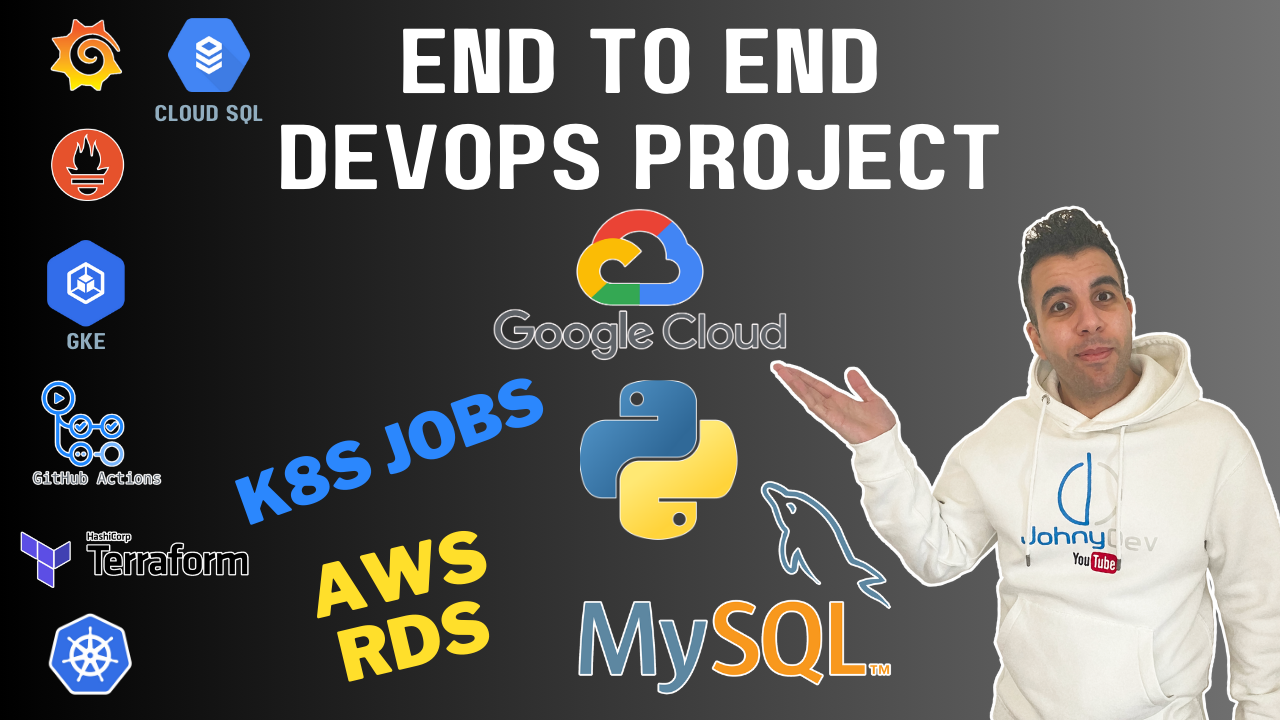 END TO END
DEVOPS PROJECT
CLOUD SQL
GKE
GitHub Actions
HashiCorp
Terraform
Google Cloud
K8S JOBS
AWS
RDS
MySQL™
JohnyDev
YouTube